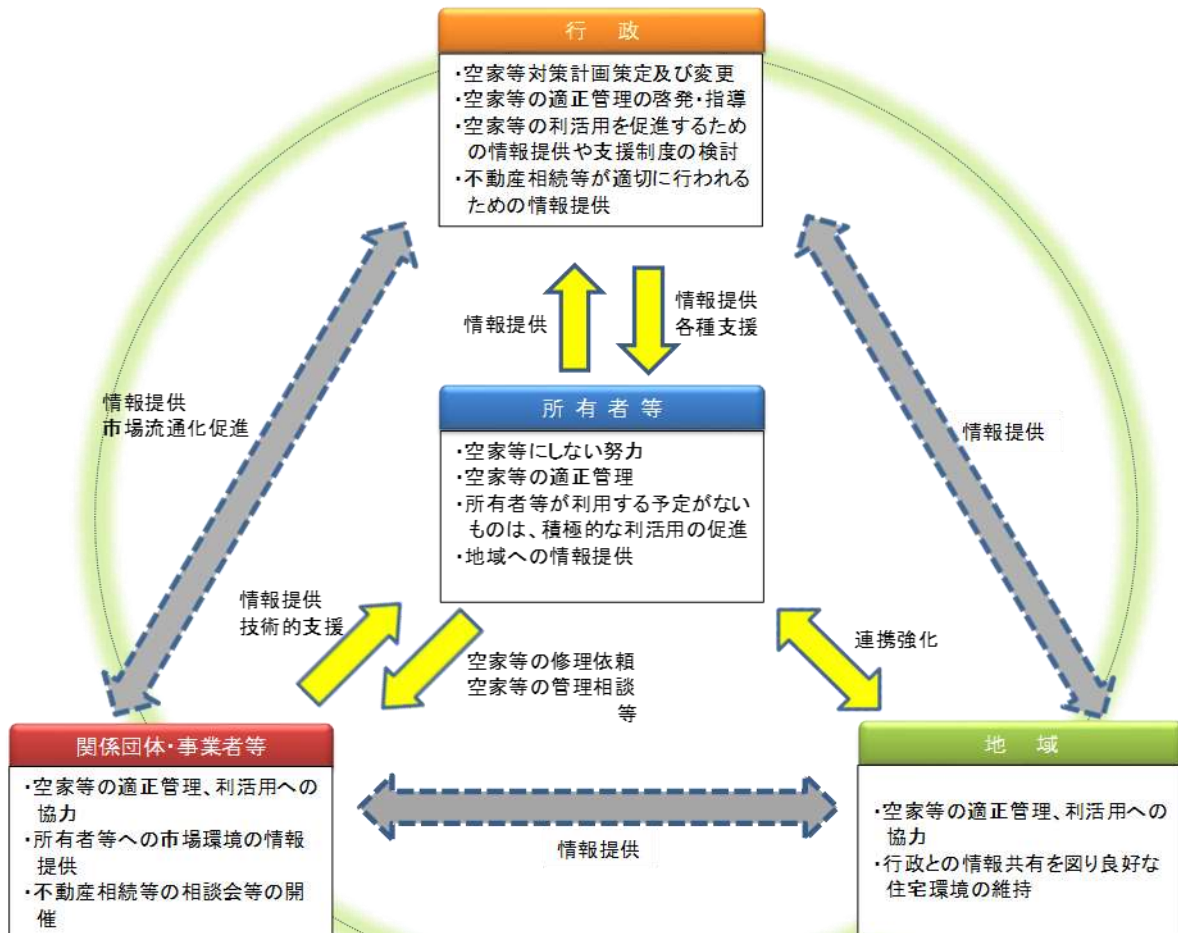 行　政
・空家等対策計画策定及び変更
・空家等の適正管理の啓発・指導
・空家等の利活用を促進するため
の情報提供や支援制度の検討
・不動産相続等が適切に行われる
ための情報提供
情報提供
情報提供
各種支援
情報提供
市場流通化促進
情報提供
所有者等
・空家等にしない努力
・空家等の適正管理
・所有者等が利用する予定がない
ものは、積極的な利活用の促進
・地域への情報提供
情報提供
技術的支援
空家等の修理依頼
空家等の管理相談
等
連携強化
関係団体・事業者等
・空家等の適正管理、利活用への
協力
・所有者等への市場環境の情報
提供
・不動産相続等の相談会等の開
催
情報提供
地　域
・空家等の適正管理、利活用への
協力
・行政との情報共有を図り良好な
住宅環境の維持